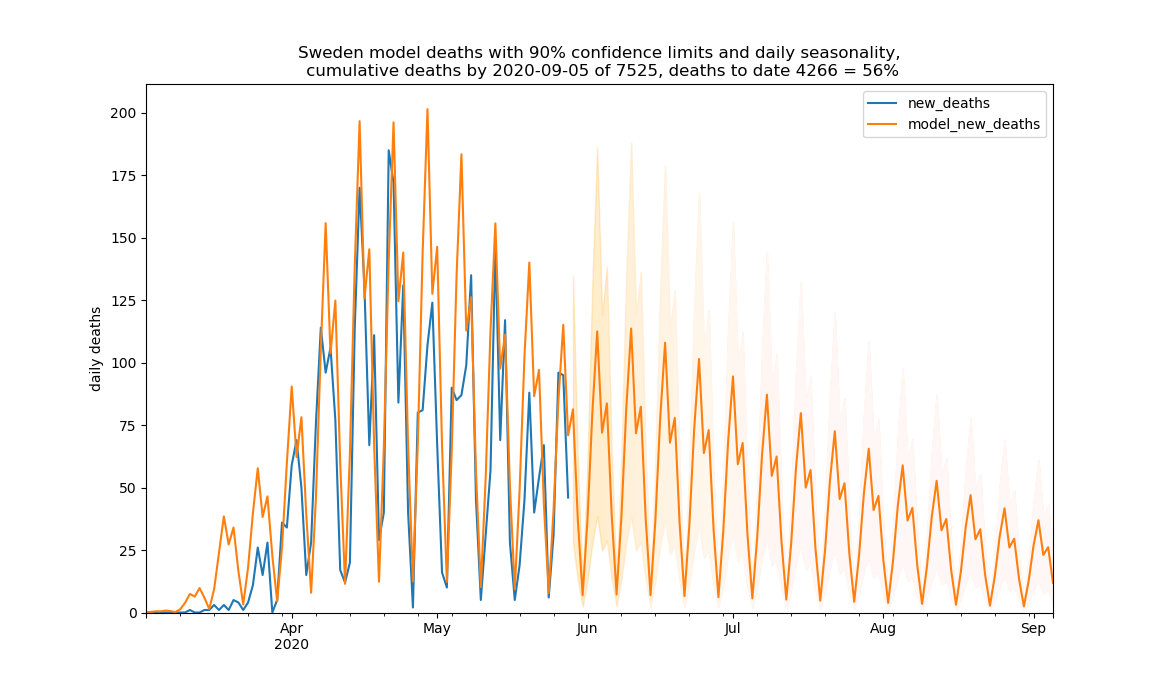 Sweden model deaths with 90% confidence limits and daily seasonality,
cumulative deaths by 2020-09-05 of 7525, deaths to date 4266 = 56%
new_deaths
model_new_deaths
daily deaths
200
175
150
125
100
75
50
25
0
Apr
2020
May
Jun
Jul
Aug
Sep